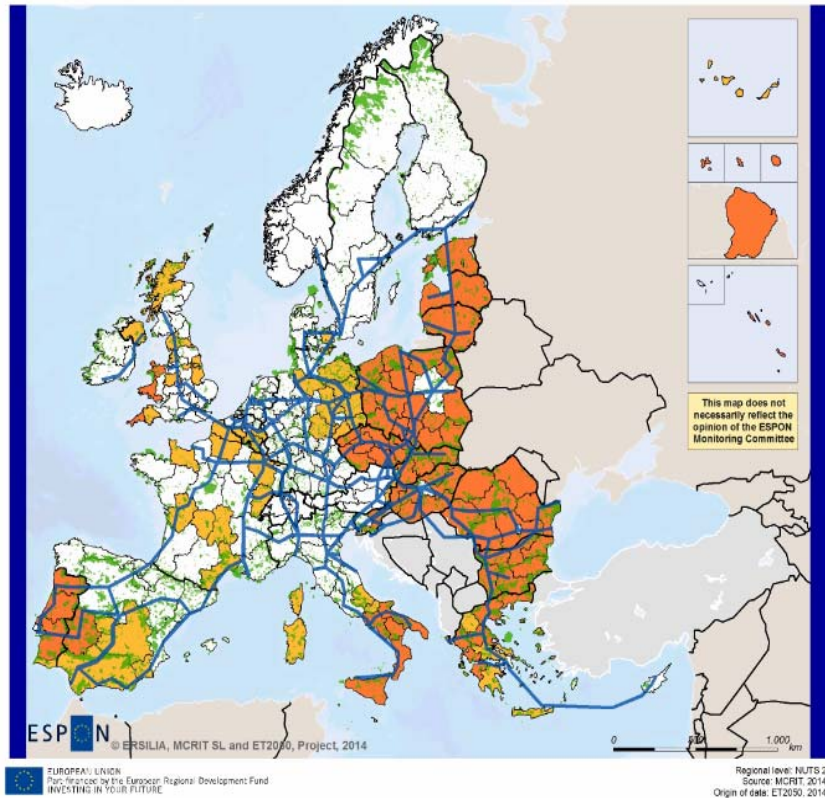 This map does not
necessarily reflect the
opinion of the ESPON
Monitoring Committee
ESPON
© ERSILIA, MCRIT SL and ET2050, Project, 2014
0
1.000
km
EUROPEAN UNION
Part-financed by the European Regional Development Fund
INVESTING IN YOUR FUTURE
Regional level: NUTS 2
Source: MCRIT, 2014
Origin of data: ET2050, 2014